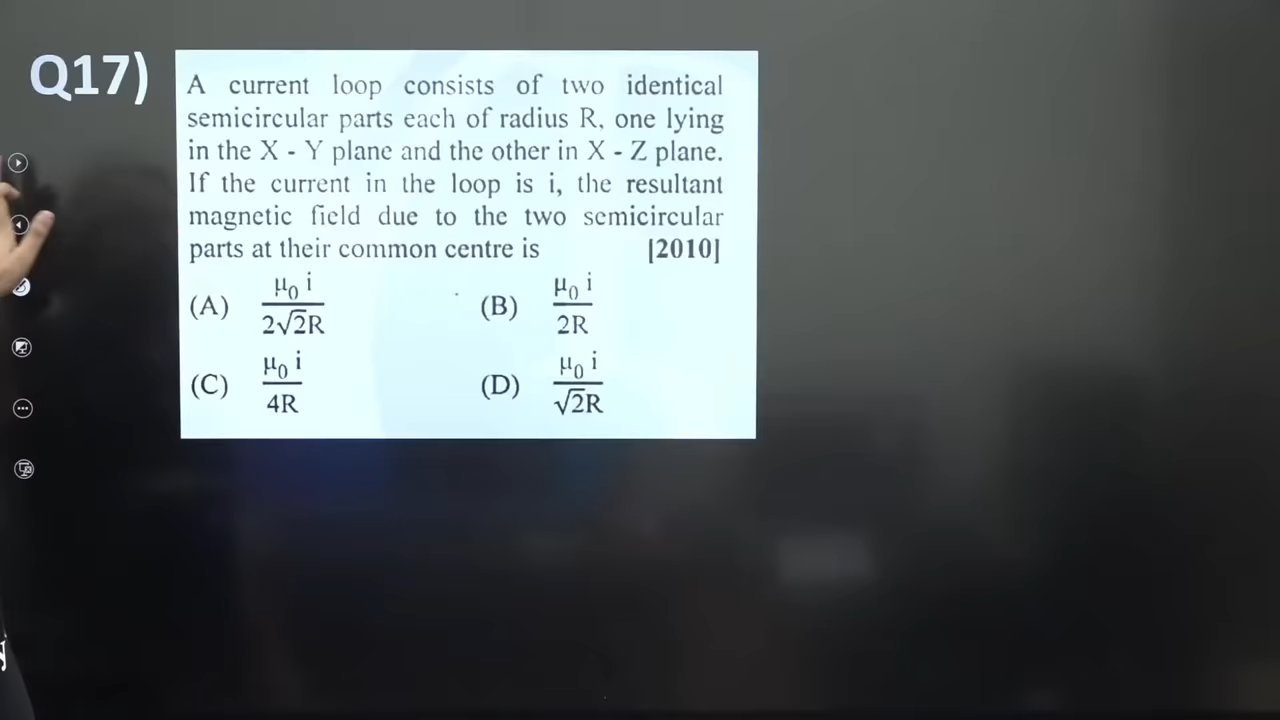 Q17)
A current loop consists of two identical
semicircular parts each of radius R, one lying
in the X - Y plane and the other in X - Z plane.
If the current in the loop is i, the resultant
magnetic field due to the two semicircular
parts at their common centre is [2010]
(A) μ₀ i / 2√2R (B) μ₀ i / 2R
(C) μ₀ i / 4R (D) μ₀ i / √2R